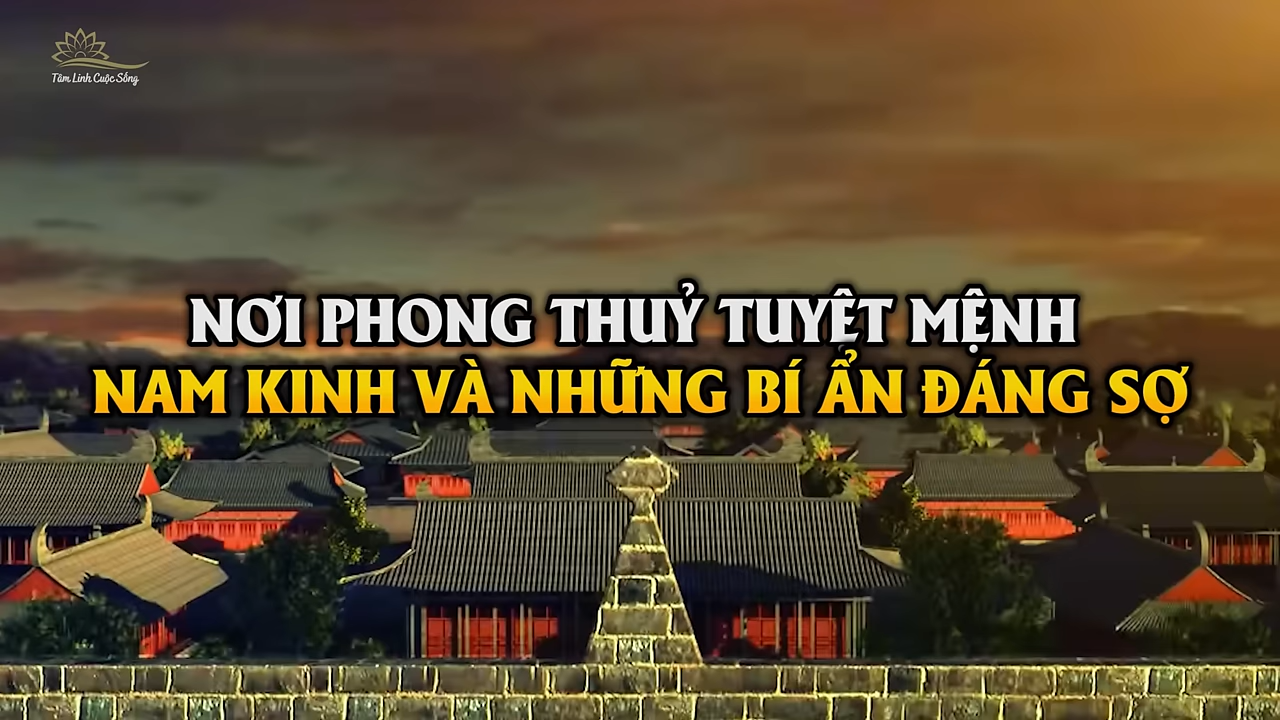 Tâm Linh Cuộc Sống
NƠI PHONG THUỶ TUYỆT MỆNH
NAM KINH VÀ NHỮNG BÍ ẨN ĐÁNG SỢ